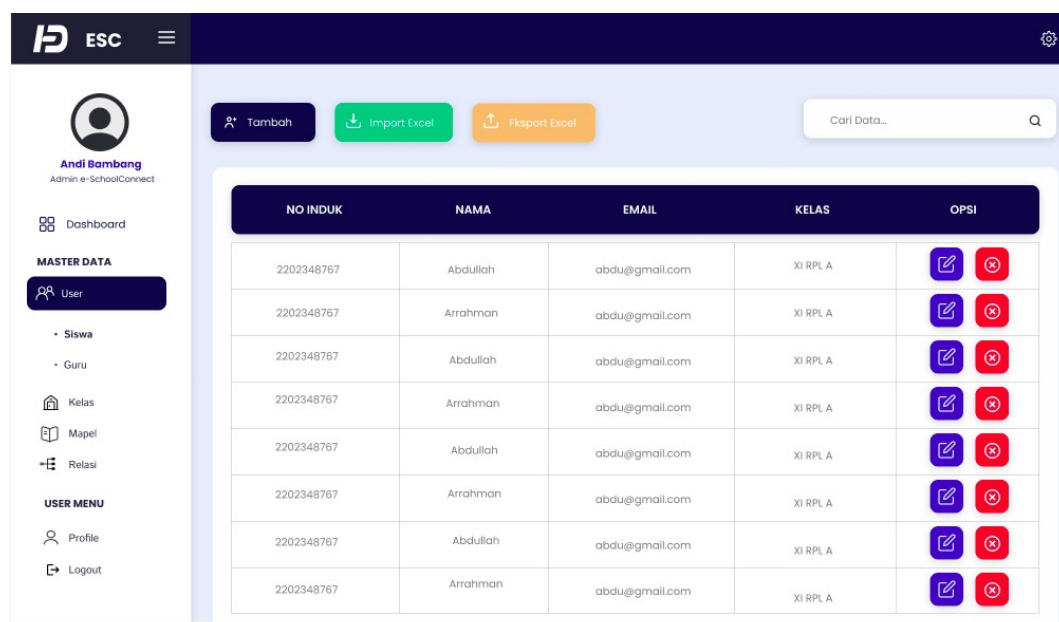 ESC
Andi Bambang
Admin e-SchoolConnect
Dashboard
MASTER DATA
User
• Siswa
• Guru
Kelas
Mapel
Relasi
USER MENU
Profile
Logout
Tambah Import Excel Eksport Excel Cari Data...
NO INDUK NAMA EMAIL KELAS OPSI
2202348767 Abdullah abdu@gmail.com XI RPL A
2202348767 Arrahman abdu@gmail.com XI RPL A
2202348767 Abdullah abdu@gmail.com XI RPL A
2202348767 Arrahman abdu@gmail.com XI RPL A
2202348767 Abdullah abdu@gmail.com XI RPL A
2202348767 Arrahman abdu@gmail.com XI RPL A
2202348767 Abdullah abdu@gmail.com XI RPL A
2202348767 Arrahman abdu@gmail.com XI RPL A